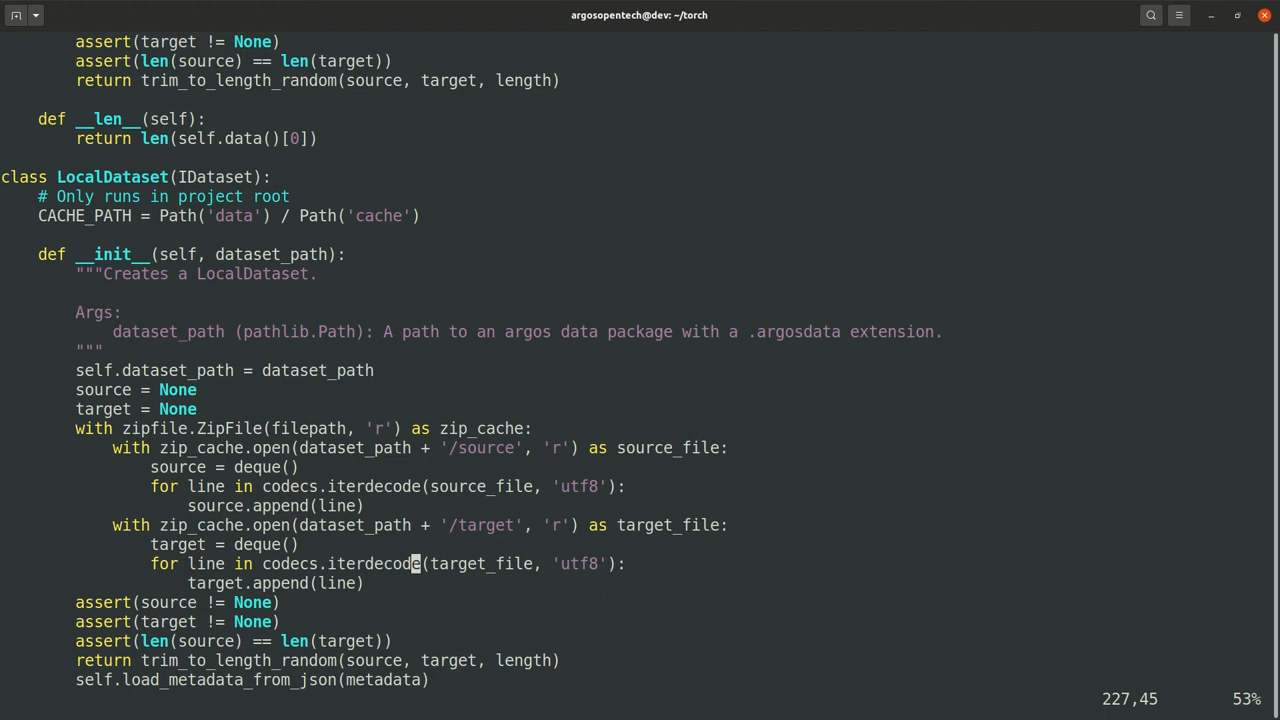 argosopentech@dev: ~/torch
        assert(target != None)
        assert(len(source) == len(target))
        return trim_to_length_random(source, target, length)

    def __len__(self):
        return len(self.data()[0])

class LocalDataset(IDataset):
    # Only runs in project root
    CACHE_PATH = Path('data') / Path('cache')

    def __init__(self, dataset_path):
        """Creates a LocalDataset.

        Args:
            dataset_path (pathlib.Path): A path to an argos data package with a .argosdata extension.
        """
        self.dataset_path = dataset_path
        source = None
        target = None
        with zipfile.ZipFile(filepath, 'r') as zip_cache:
            with zip_cache.open(dataset_path + '/source', 'r') as source_file:
                source = deque()
                for line in codecs.iterdecode(source_file, 'utf8'):
                    source.append(line)
            with zip_cache.open(dataset_path + '/target', 'r') as target_file:
                target = deque()
                for line in codecs.iterdecode(target_file, 'utf8'):
                    target.append(line)
        assert(source != None)
        assert(target != None)
        assert(len(source) == len(target))
        return trim_to_length_random(source, target, length)
        self.load_metadata_from_json(metadata)
227,45 53%